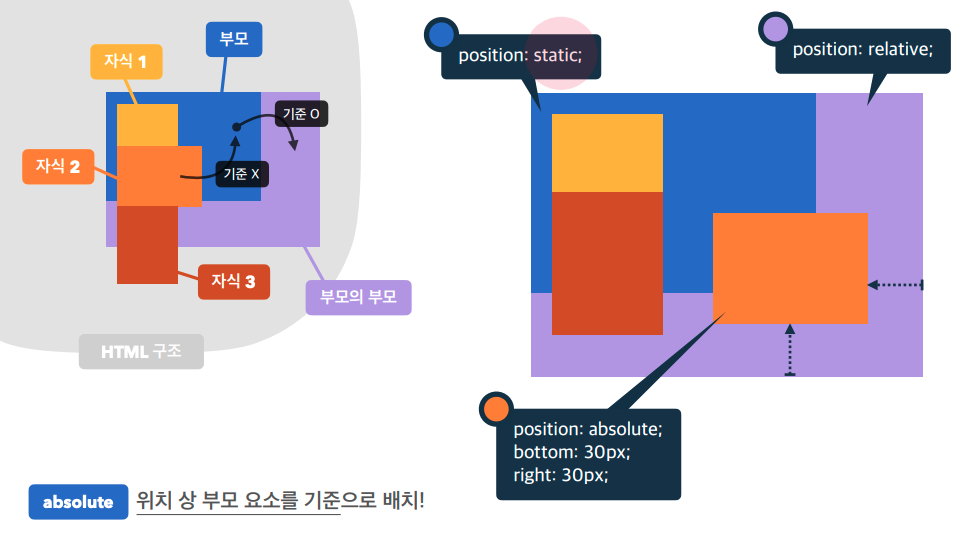 부모
자식 1
기준 O
자식 2
기준 X
자식 3
부모의 부모
HTML 구조
position: static;
position: relative;
position: absolute;
bottom: 30px;
right: 30px;
absolute 위치 상 부모 요소를 기준으로 배치!